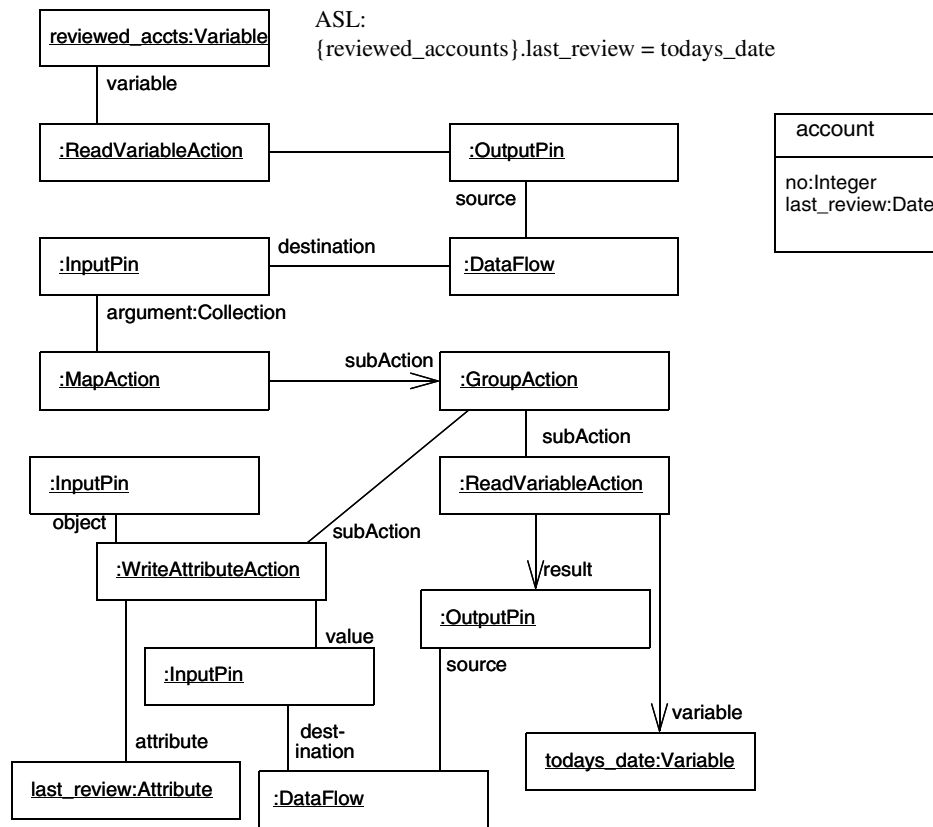 reviewed_accts:Variable
ASL:
{reviewed_accounts}.last_review = todays_date
variable
:ReadVariableAction
:OutputPin
account
no:Integer
last_review:Date
source
destination
:InputPin
:DataFlow
argument:Collection
:MapAction
subAction
:GroupAction
subAction
:InputPin
:ReadVariableAction
object
subAction
:WriteAttributeAction
result
:OutputPin
value
:InputPin
source
variable
dest-
ination
attribute
todays_date:Variable
last_review:Attribute
:DataFlow